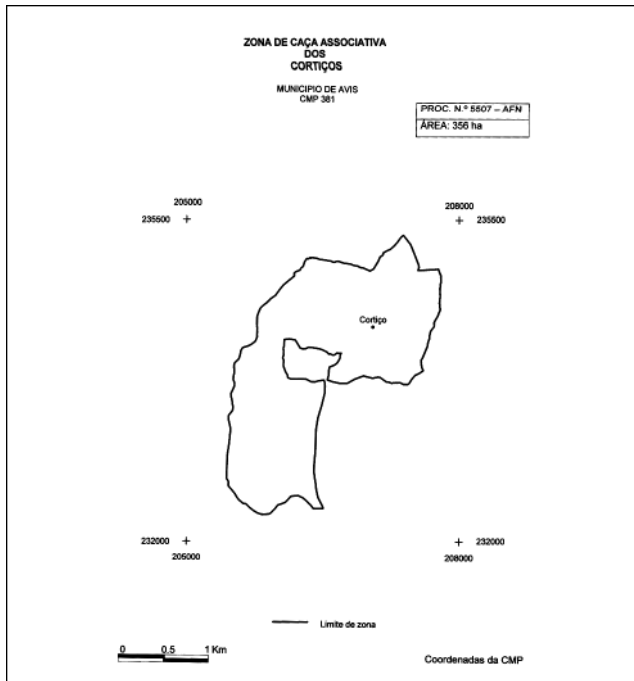 ZONA DE CAÇA ASSOCIATIVA
DOS
CORTIÇOS
MUNICIPIO DE AVIS
CMP 381
PROC. N.º 5507 – AFN
ÁREA: 356 ha
205000
235500
208000
235500
Cortiço
232000
205000
232000
208000
Limite de zona
0 0.5 1 Km
Coordenadas da CMP